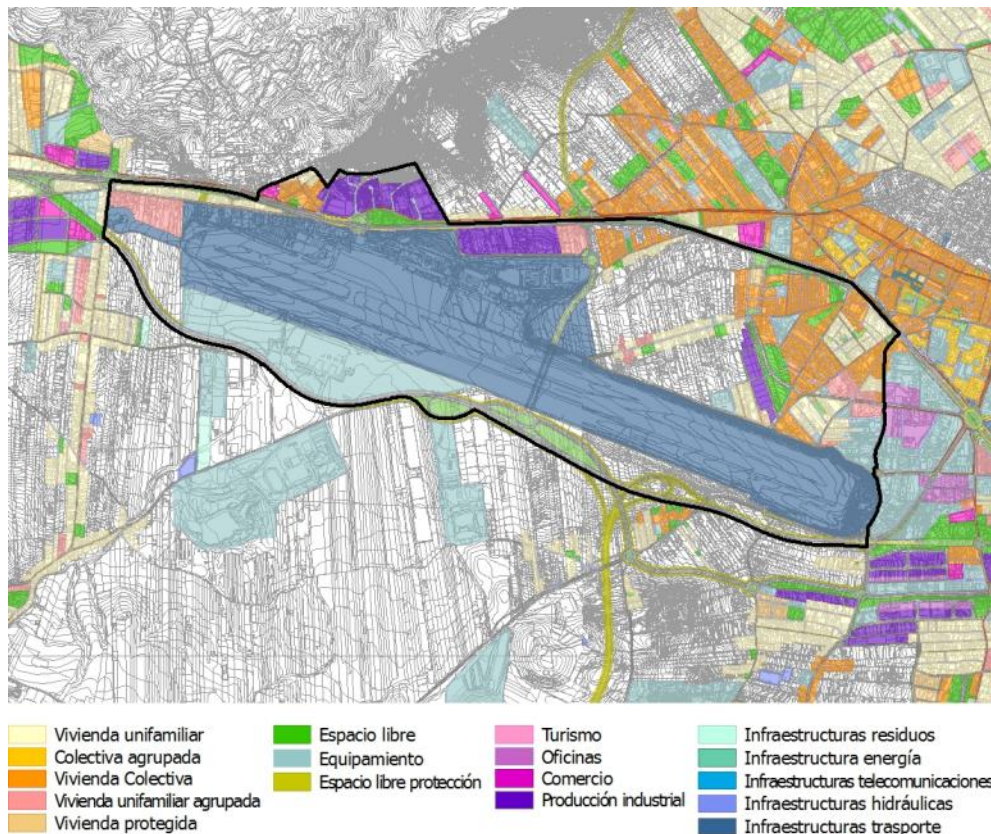 Vivienda unifamiliar
Colectiva agrupada
Vivienda Colectiva
Vivienda unifamiliar agrupada
Vivienda protegida
Espacio libre
Equipamiento
Espacio libre protección
Turismo
Oficinas
Comercio
Producción industrial
Infraestructuras residuos
Infraestructura energía
Infraestructuras telecomunicaciones
Infraestructuras hidráulicas
Infraestructuras trasporte